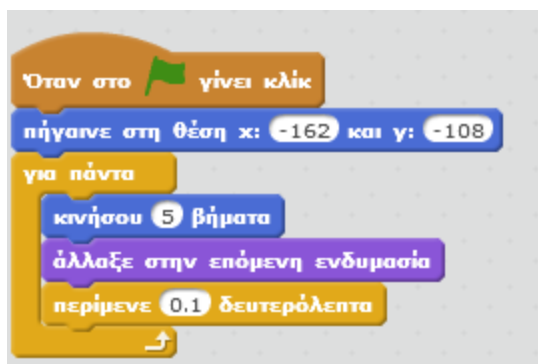 Όταν στο γίνει κλίκ
πήγαινε στη θέση x: -162 και y: -108
για πάντα
κινήσου 5 βήματα
άλλαξε στην επόμενη ενδυμασία
περίμενε 0.1 δευτερόλεπτα